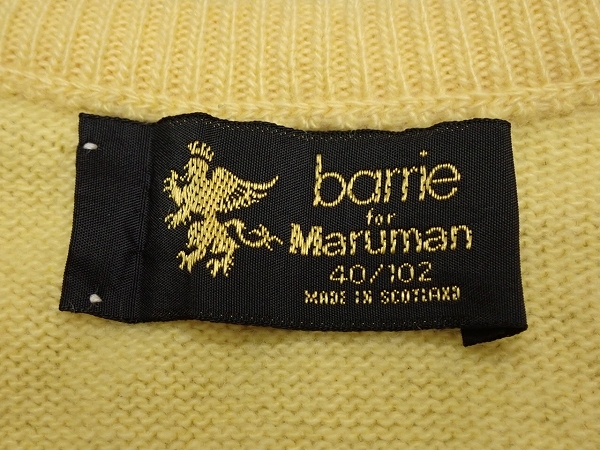 barrie
for
Maruman
40/102
MADE IN SCOTLAND